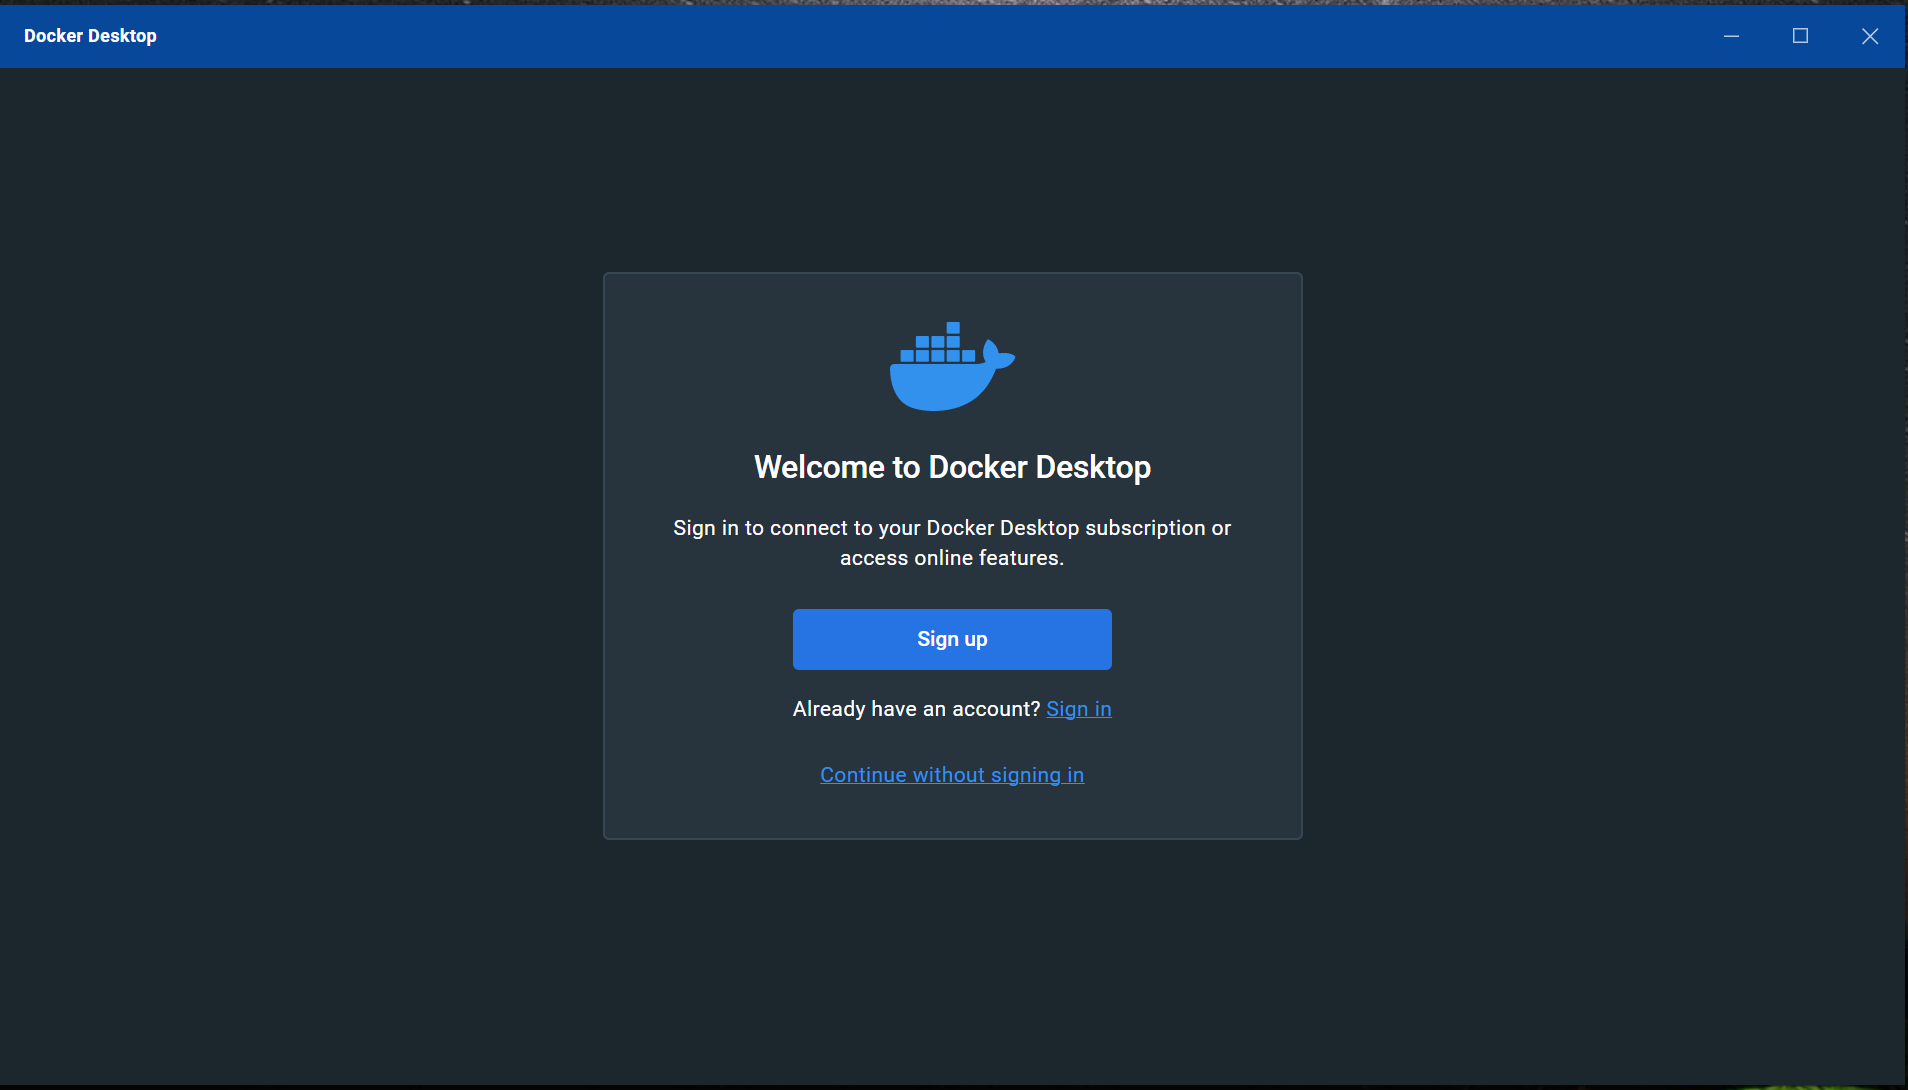 Docker Desktop
Welcome to Docker Desktop
Sign in to connect to your Docker Desktop subscription or
access online features.
Sign up
Already have an account? Sign in
Continue without signing in